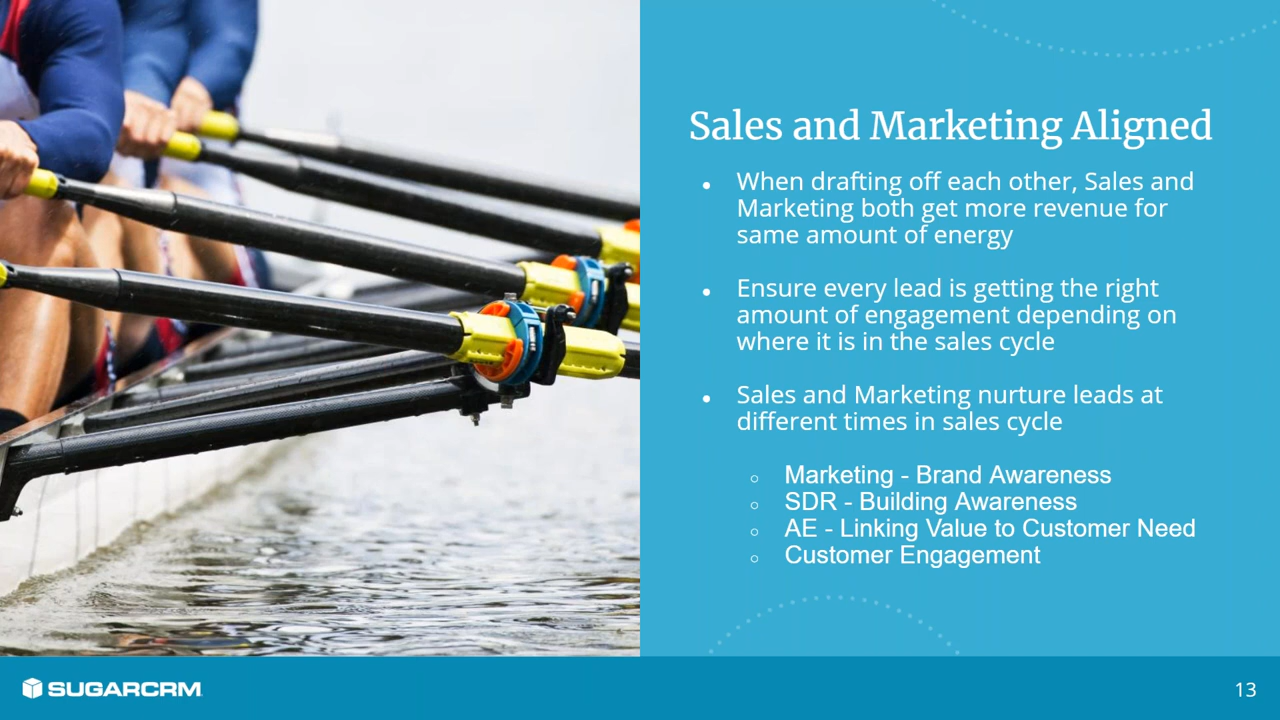 Sales and Marketing Aligned
● When drafting off each other, Sales and
Marketing both get more revenue for
same amount of energy
● Ensure every lead is getting the right
amount of engagement depending on
where it is in the sales cycle
● Sales and Marketing nurture leads at
different times in sales cycle
○ Marketing - Brand Awareness
○ SDR - Building Awareness
○ AE - Linking Value to Customer Need
○ Customer Engagement
SUGARCRM
13